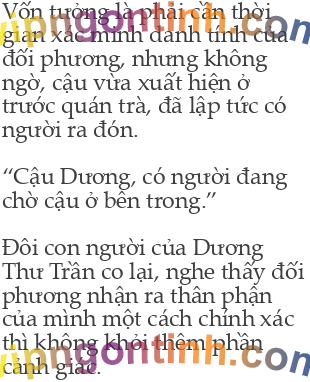 Vốn tưởng là phải cần thời
gian xác minh danh tính của
đối phương, nhưng không
ngờ, cậu vừa xuất hiện ở
trước quán trà, đã lập tức có
người ra đón.
“Cậu Dương, có người đang
chờ cậu ở bên trong.”
Đôi con người của Dương
Thư Trần co lại, nghe thấy đối
phương nhận ra thân phận
của mình một cách chính xác
thì không khỏi thêm phần
cảnh giác.
vipngontinh.com
vipngontinh.com